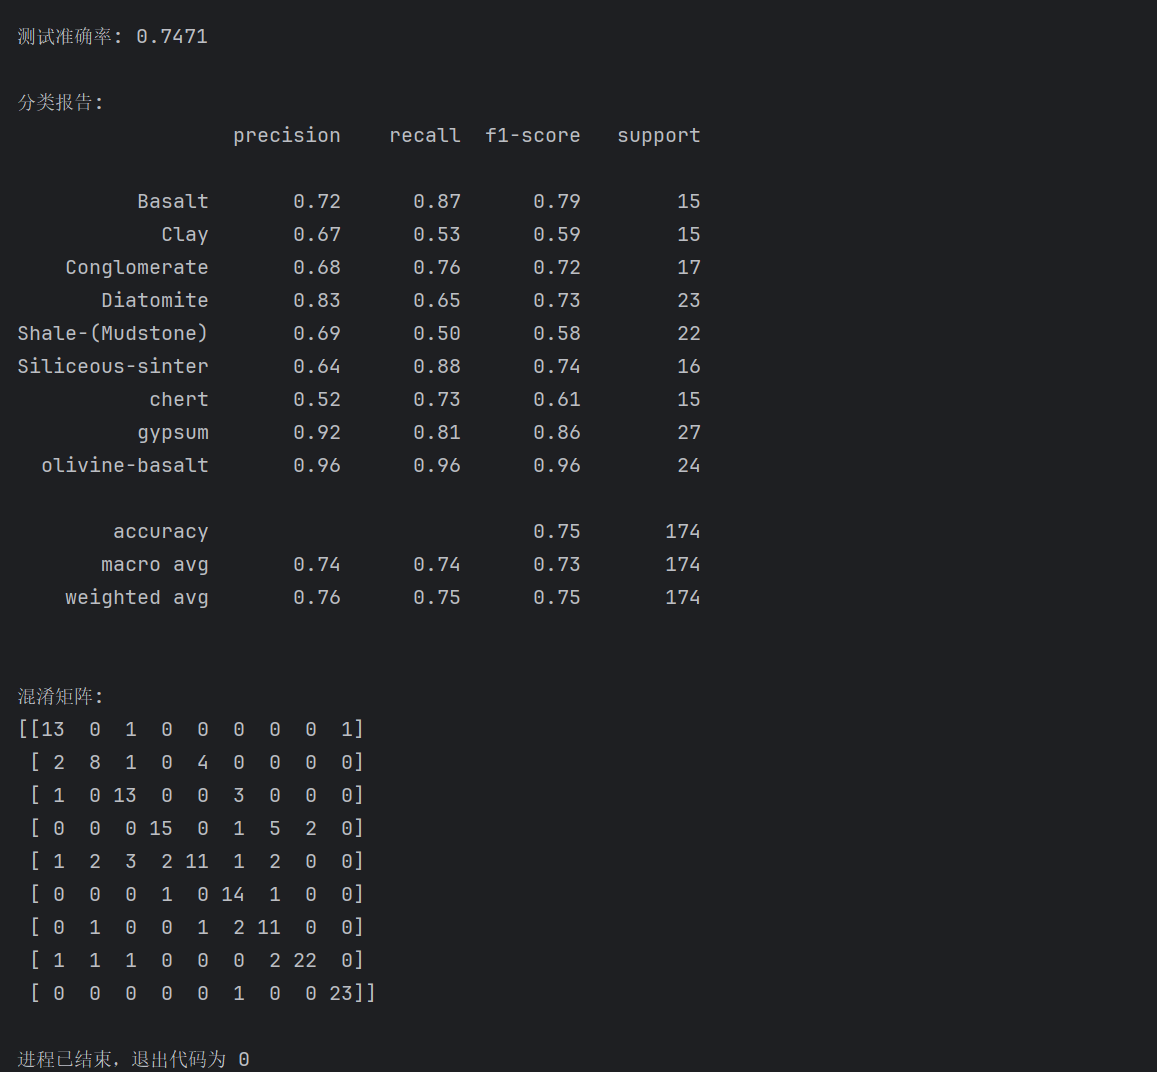 测试准确率: 0.7471
分类报告:
precision recall f1-score support
Basalt 0.72 0.87 0.79 15
Clay 0.67 0.53 0.59 15
Conglomerate 0.68 0.76 0.72 17
Diatomite 0.83 0.65 0.73 23
Shale-(Mudstone) 0.69 0.50 0.58 22
Siliceous-sinter 0.64 0.88 0.74 16
chert 0.52 0.73 0.61 15
gypsum 0.92 0.81 0.86 27
olivine-basalt 0.96 0.96 0.96 24
accuracy 0.75 174
macro avg 0.74 0.74 0.73 174
weighted avg 0.76 0.75 0.75 174
混淆矩阵:
[[13 0 1 0 0 0 0 0 1]
[ 2 8 1 0 4 0 0 0 0]
[ 1 0 13 0 0 3 0 0 0]
[ 0 0 0 15 0 1 5 2 0]
[ 1 2 3 2 11 1 2 0 0]
[ 0 0 0 1 0 14 1 0 0]
[ 0 1 0 0 1 2 11 0 0]
[ 1 1 1 0 0 0 2 22 0]
[ 0 0 0 0 0 1 0 0 23]]
进程已结束，退出代码为 0